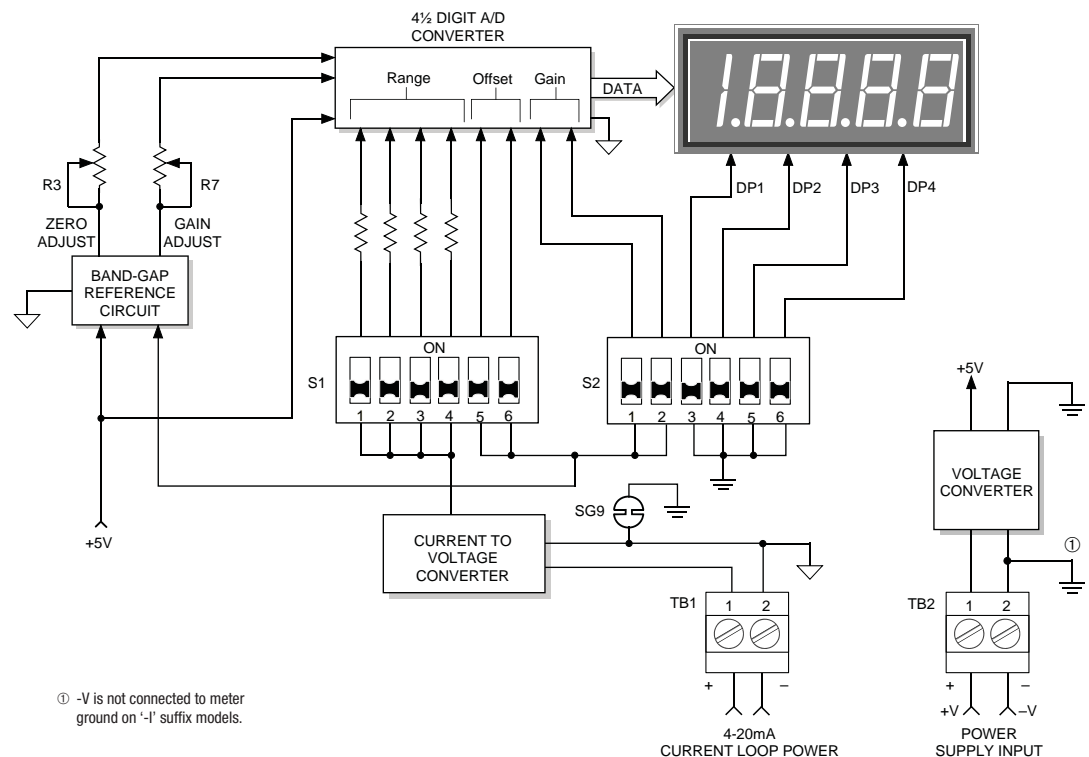 4½ DIGIT A/D
CONVERTER
Range
Offset
Gain
DATA
1.8.8.8.8
R3
R7
ZERO
ADJUST
GAIN
ADJUST
DP1
DP2
DP3
DP4
BAND-GAP
REFERENCE
CIRCUIT
S1
ON
1 2 3 4 5 6
S2
ON
1 2 3 4 5 6
+5V
VOLTAGE
CONVERTER
+5V
SG9
CURRENT TO
VOLTAGE
CONVERTER
①
TB1
1 2
TB2
1 2
+ –
+ –
+V –V
4-20mA
CURRENT LOOP POWER
POWER
SUPPLY INPUT
① -V is not connected to meter
ground on ‘-I’ suffix models.